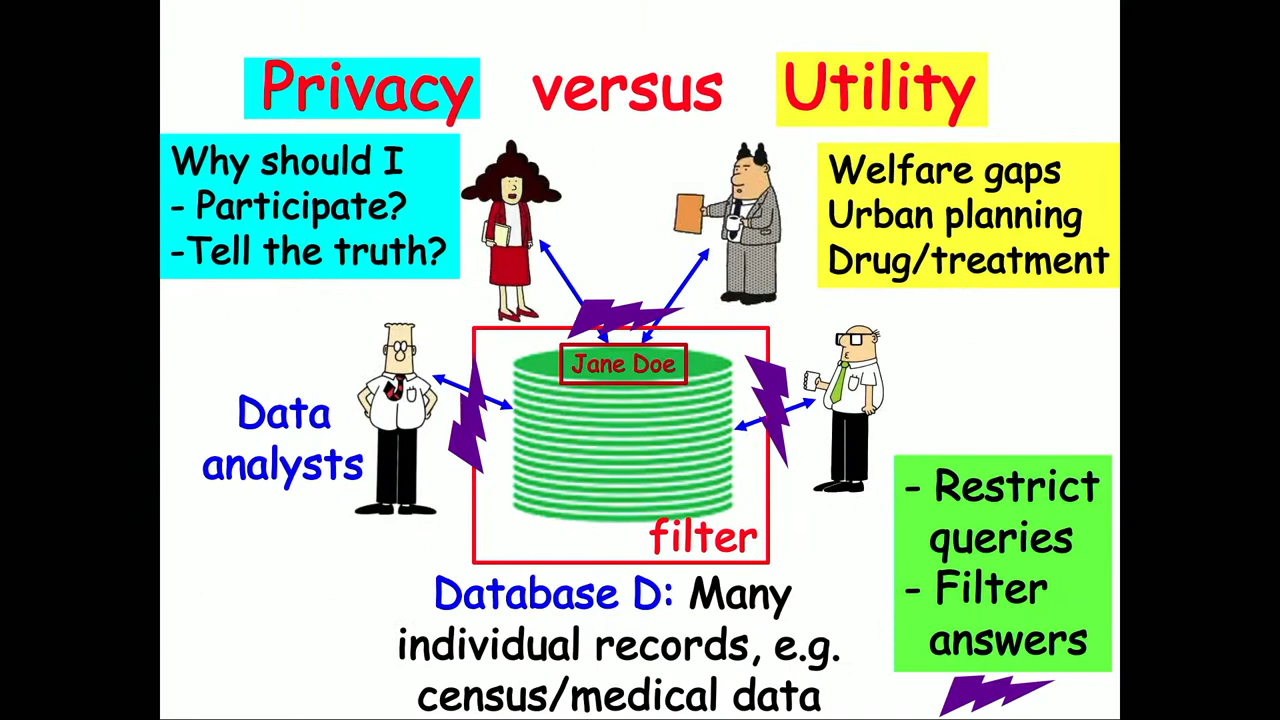 Privacy versus Utility
Why should I
- Participate?
-Tell the truth?
Welfare gaps
Urban planning
Drug/treatment
Jane Doe
Data
analysts
filter
Database D: Many
individual records, e.g.
census/medical data
- Restrict
queries
- Filter
answers